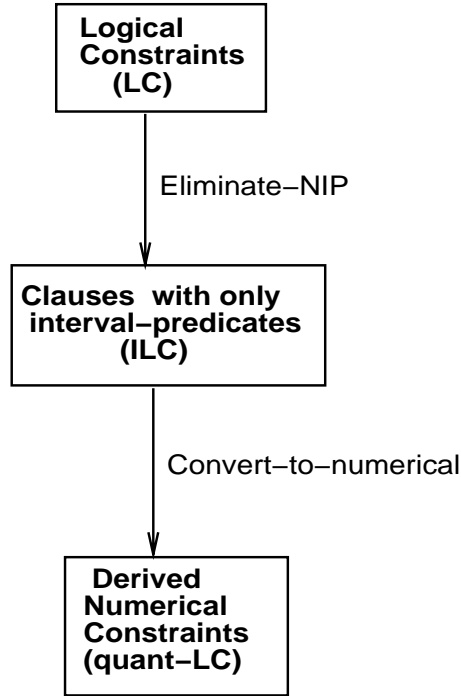 Logical
Constraints
(LC)
Eliminate−NIP
Clauses with only
interval−predicates
(ILC)
Convert−to−numerical
Derived
Numerical
Constraints
(quant−LC)